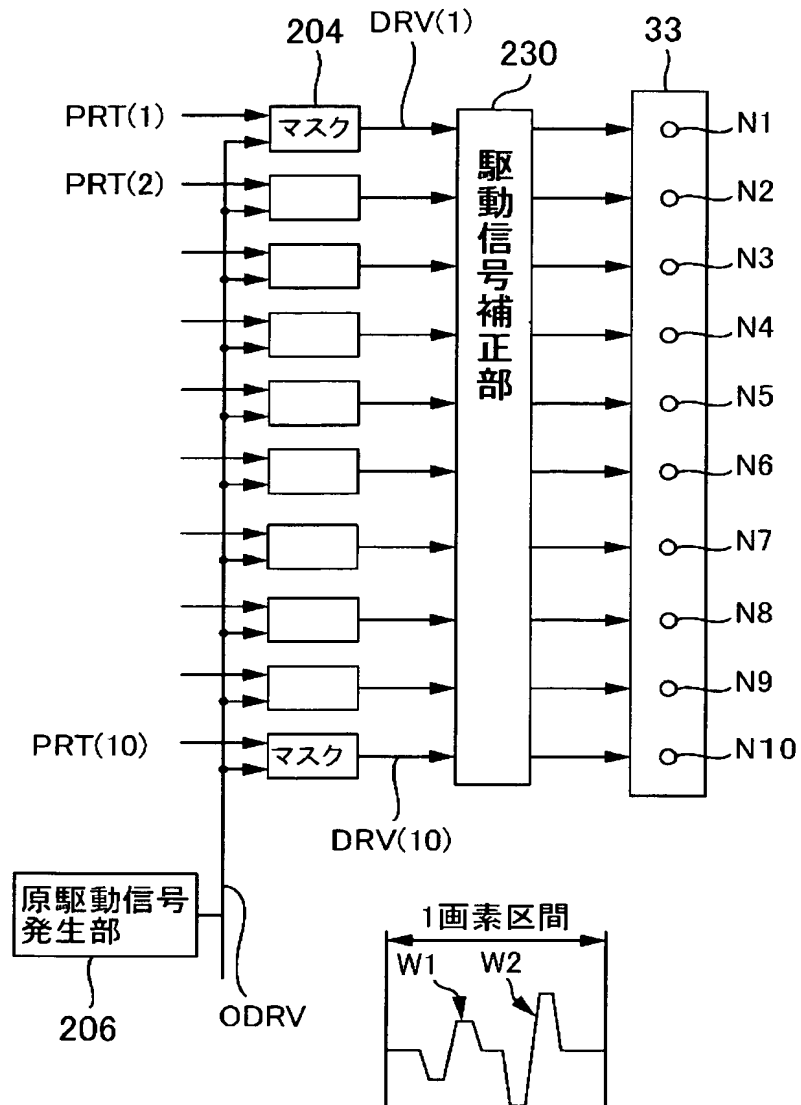 204
DRV(1)
230
33
PRT(1)
マスク
N1
PRT(2)
N2
駆動信号補正部
N3
N4
N5
N6
N7
N8
N9
PRT(10)
マスク
N10
DRV(10)
原駆動信号
発生部
206
ODRV
1画素区間
W1
W2